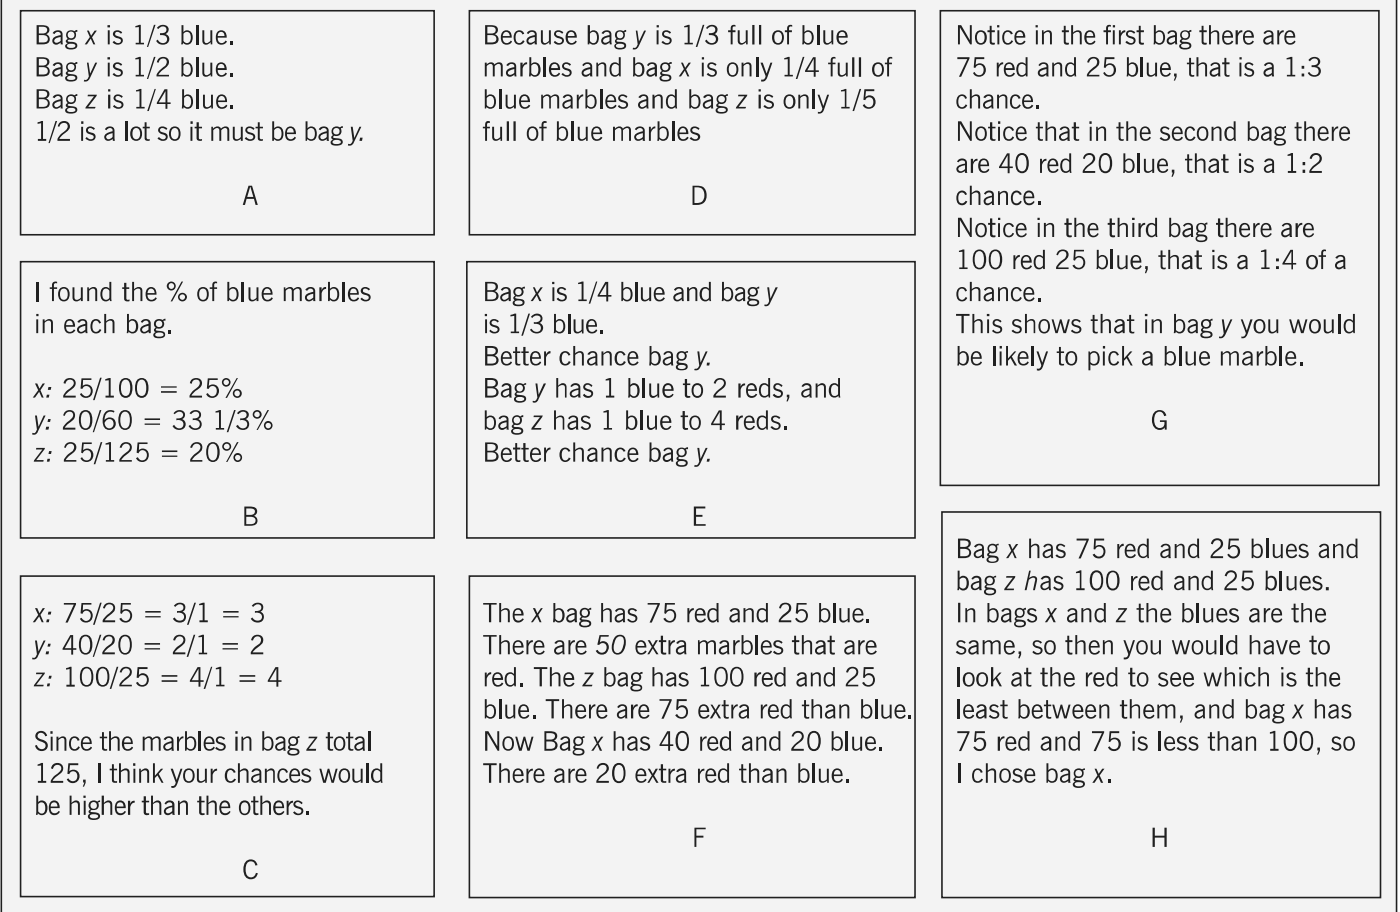 Bag x is 1/3 blue.
Bag y is 1/2 blue.
Bag z is 1/4 blue.
1/2 is a lot so it must be bag y.
A
I found the % of blue marbles
in each bag.
x: 25/100 = 25%
y: 20/60 = 33 1/3%
z: 25/125 = 20%
B
x: 75/25 = 3/1 = 3
y: 40/20 = 2/1 = 2
z: 100/25 = 4/1 = 4
Since the marbles in bag z total
125, I think your chances would
be higher than the others.
C
Because bag y is 1/3 full of blue
marbles and bag x is only 1/4 full of
blue marbles and bag z is only 1/5
full of blue marbles
D
Bag x is 1/4 blue and bag y
is 1/3 blue.
Better chance bag y.
Bag y has 1 blue to 2 reds, and
bag z has 1 blue to 4 reds.
Better chance bag y.
E
The x bag has 75 red and 25 blue.
There are 50 extra marbles that are
red. The z bag has 100 red and 25
blue. There are 75 extra red than blue.
Now Bag x has 40 red and 20 blue.
There are 20 extra red than blue.
F
Notice in the first bag there are
75 red and 25 blue, that is a 1:3
chance.
Notice that in the second bag there
are 40 red 20 blue, that is a 1:2
chance.
Notice in the third bag there are
100 red 25 blue, that is a 1:4 of a
chance.
This shows that in bag y you would
be likely to pick a blue marble.
G
Bag x has 75 red and 25 blues and
bag z has 100 red and 25 blues.
In bags x and z the blues are the
same, so then you would have to
look at the red to see which is the
least between them, and bag x has
75 red and 75 is less than 100, so
I chose bag x.
H